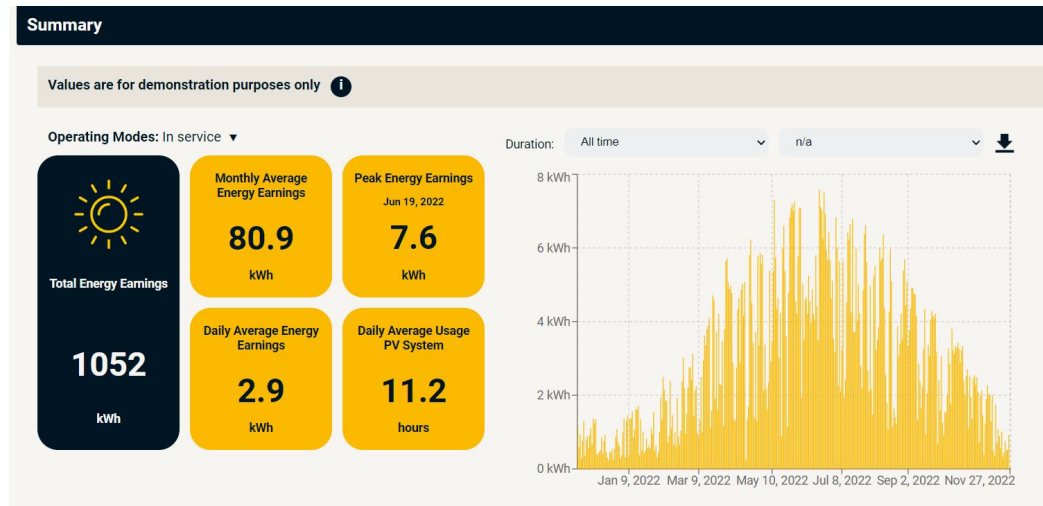 Summary
Values are for demonstration purposes only i
Operating Modes: In service ▼
Total Energy Earnings
1052
kWh
Monthly Average
Energy Earnings
80.9
kWh
Peak Energy Earnings
Jun 19, 2022
7.6
kWh
Daily Average Energy
Earnings
2.9
kWh
Daily Average Usage
PV System
11.2
hours
Duration: All time n/a
8 kWh
6 kWh
4 kWh
2 kWh
0 kWh
Jan 9, 2022 Mar 9, 2022 May 10, 2022 Jul 8, 2022 Sep 2, 2022 Nov 27, 2022